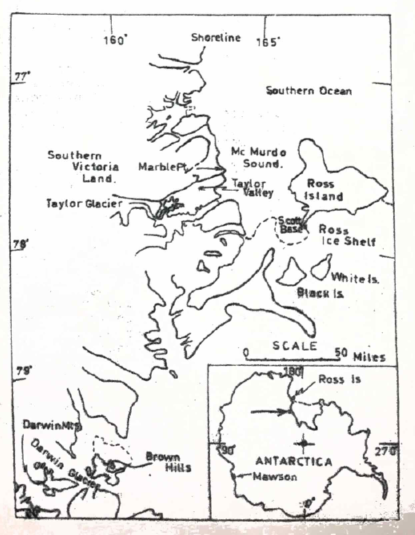 160°
165°
Shoreline
77°
Southern Ocean
Southern
Victoria
Land.
Marble Pt.
Mc Murdo
Sound.
Taylor
Valley
Ross
Island
Taylor Glacier
Scott
Base
Ross
Ice Shelf
78°
White Is.
Black Is.
SCALE
0 50 Miles
79°
180°
Ross Is
Darwin Mts
Darwin Glacier
Brown
Hills
90°
270°
ANTARCTICA
Mawson
0°